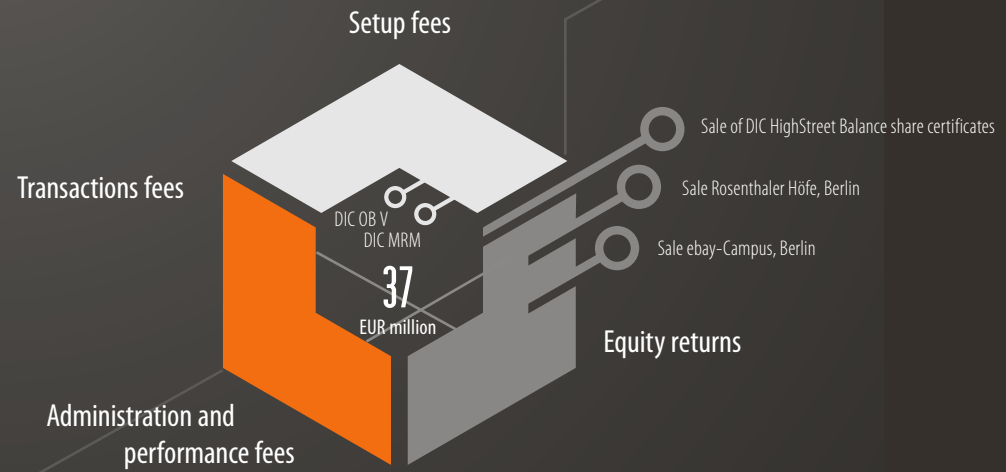 Setup fees
Sale of DIC HighStreet Balance share certificates
Transactions fees
Sale Rosenthaler Höfe, Berlin
DIC OB V
DIC MRM
Sale ebay-Campus, Berlin
37
EUR million
Equity returns
Administration and
performance fees